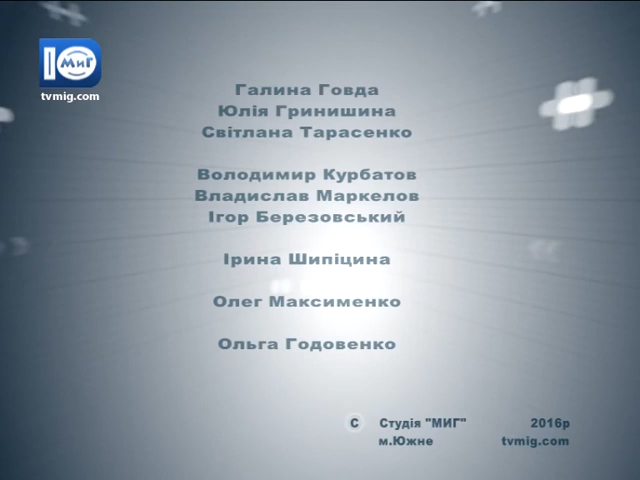 10
МиГ
tvmig.com
Галина Говда
Юлія Гринишина
Світлана Тарасенко
Володимир Курбатов
Владислав Маркелов
Ігор Березовський
Ірина Шипіцина
Олег Максименко
Ольга Годовенко
С Студія "МИГ" 2016р
м.Южне tvmig.com